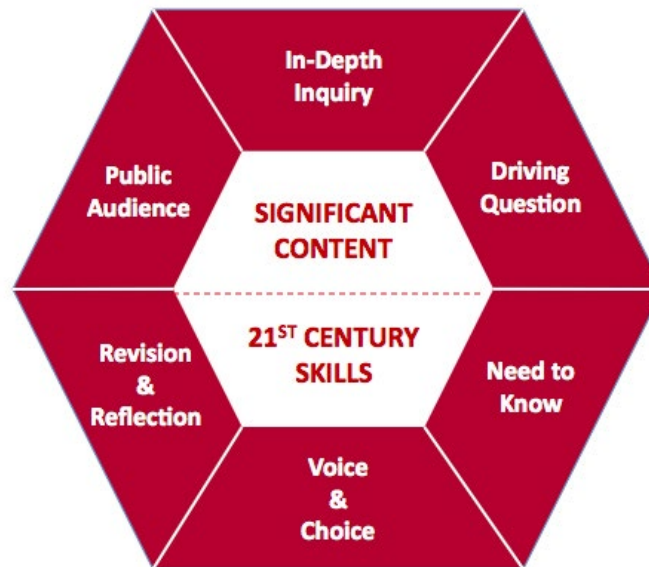 In-Depth
Inquiry
Driving
Question
Need to
Know
Voice
&
Choice
Revision
&
Reflection
Public
Audience
SIGNIFICANT
CONTENT
21ST CENTURY
SKILLS